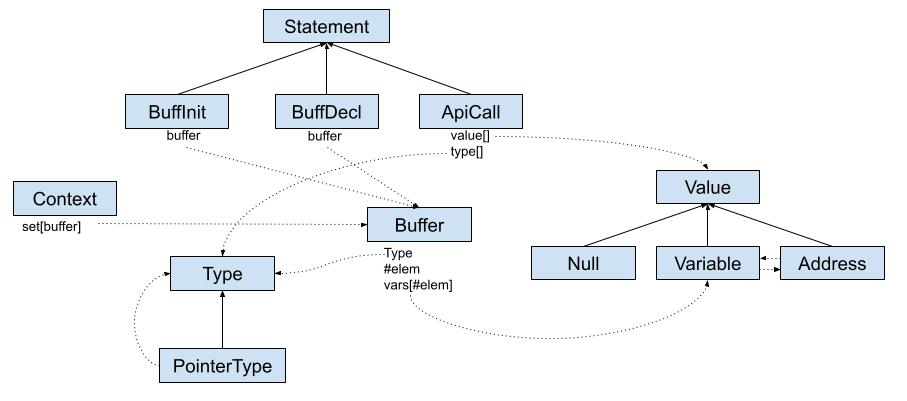 Statement
BuffInit
BuffDecl
ApiCall
buffer
buffer
value[]
type[]
Context
set[buffer]
Value
Buffer
Type
#elem
vars[#elem]
Type
Null
Variable
Address
PointerType